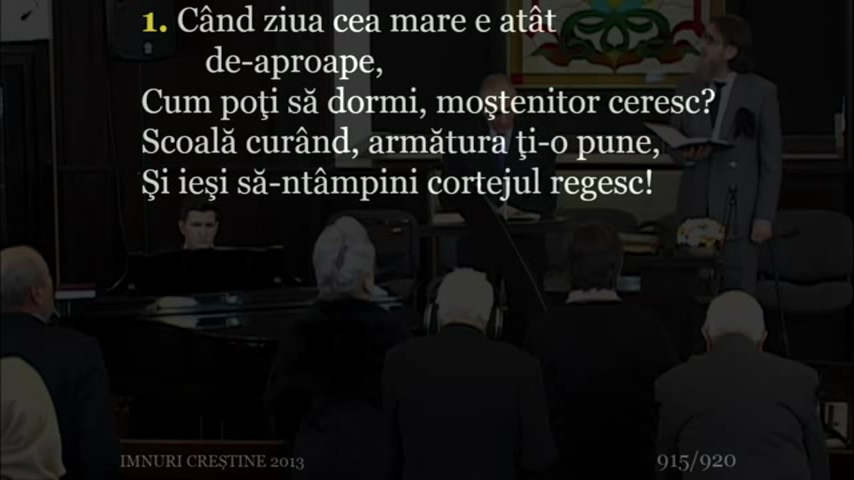 1. Când ziua cea mare e atât
de-aproape,
Cum poţi să dormi, moştenitor ceresc?
Scoală curând, armătura ţi-o pune,
Şi ieşi să-ntâmpini cortejul regesc!
IMNURI CREŞTINE 2013
915/920